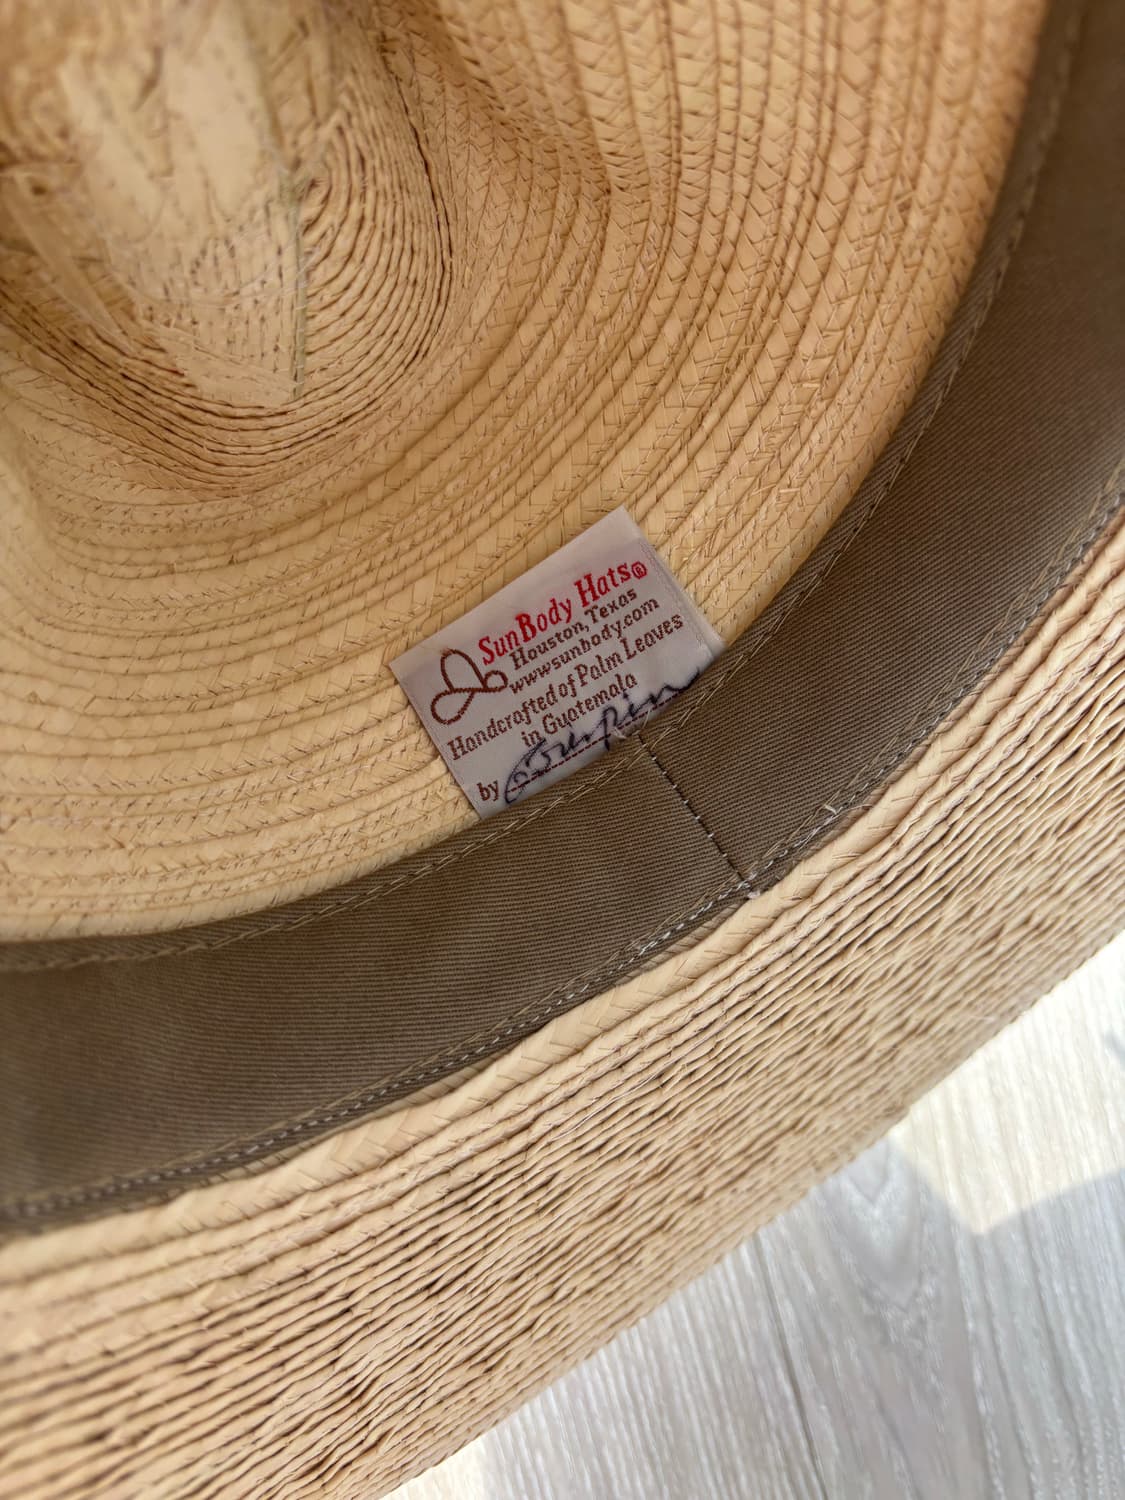 SunBody Hats®
Houston, Texas
www.sunbody.com
Handcrafted of Palm Leaves
in Guatemala
by